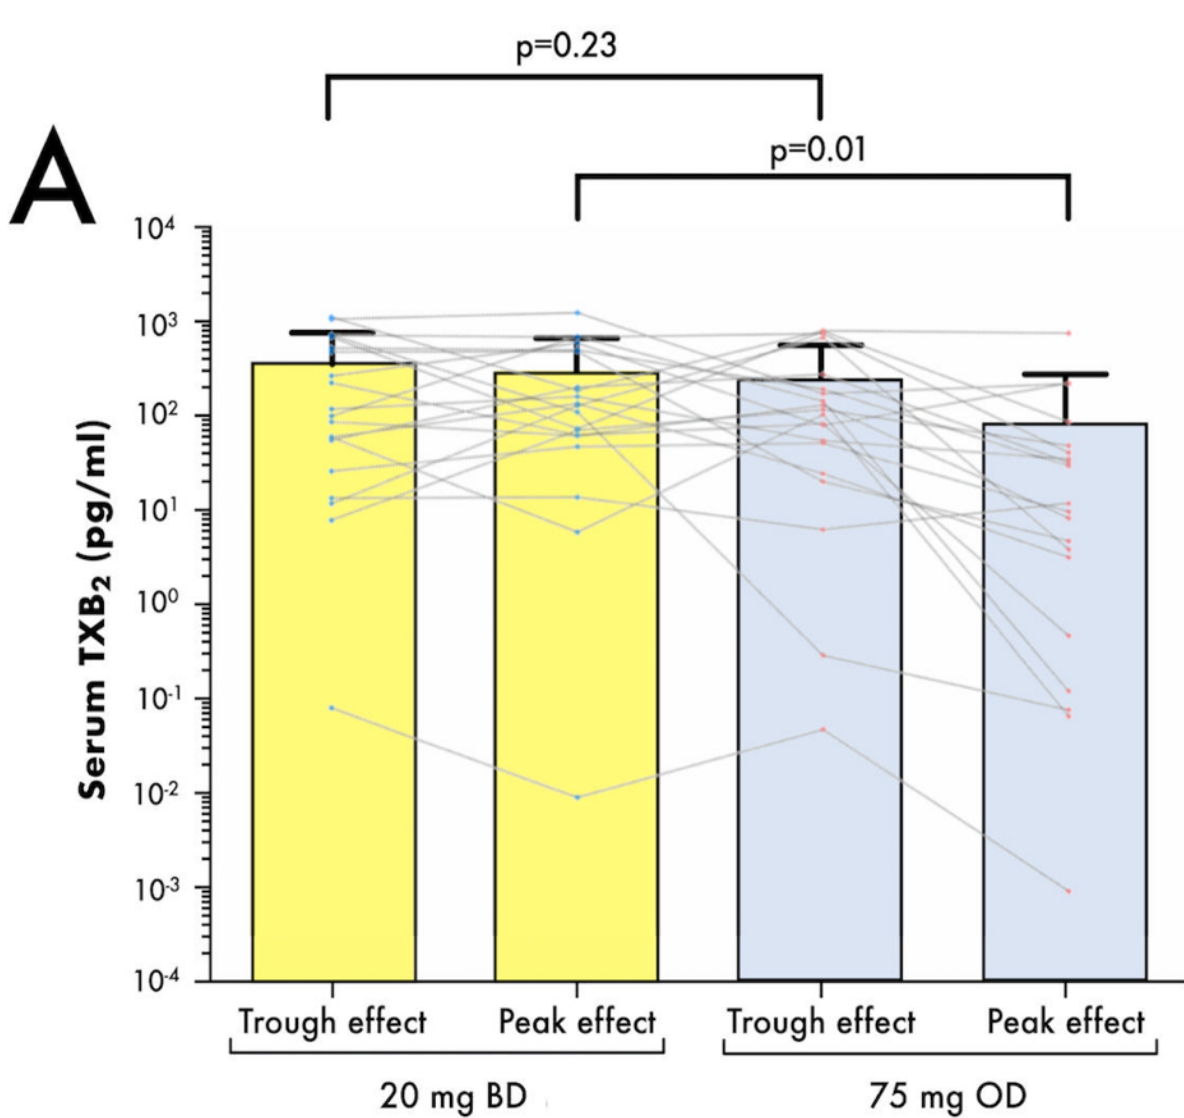 p=0.23
A
p=0.01
10⁴
10³
10²
10¹
10⁰
10⁻¹
10⁻²
10⁻³
10⁻⁴
Serum TXB₂ (pg/ml)
Trough effect Peak effect Trough effect Peak effect
20 mg BD 75 mg OD